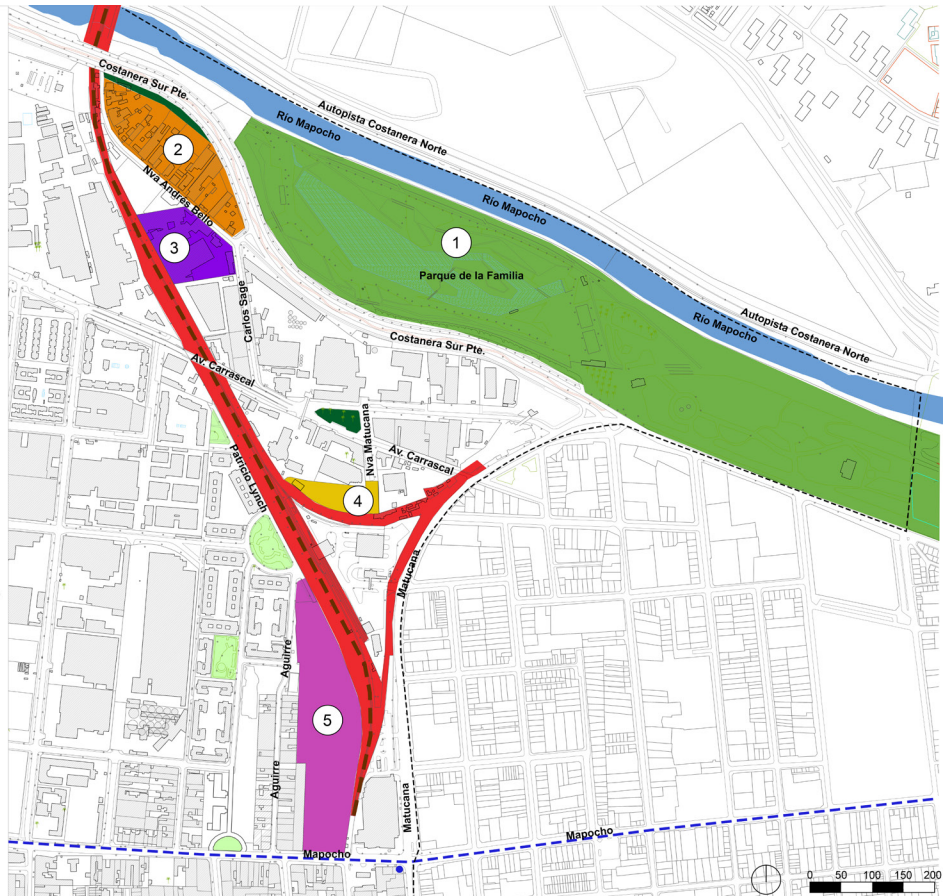 Costanera Sur Pte.
Autopista Costanera Norte
Río Mapocho
2
Nva Andrés Bello
Río Mapocho
1
3
Parque de la Familia
Carlos Sage
Autopista Costanera Norte
Río Mapocho
Costanera Sur Pte.
Av. Carrascal
Nva Matucana
Av. Carrascal
Patricio Lynch
4
Matucana
Aguirre
5
Aguirre
Matucana
Mapocho
Mapocho
0 50 100 150 200